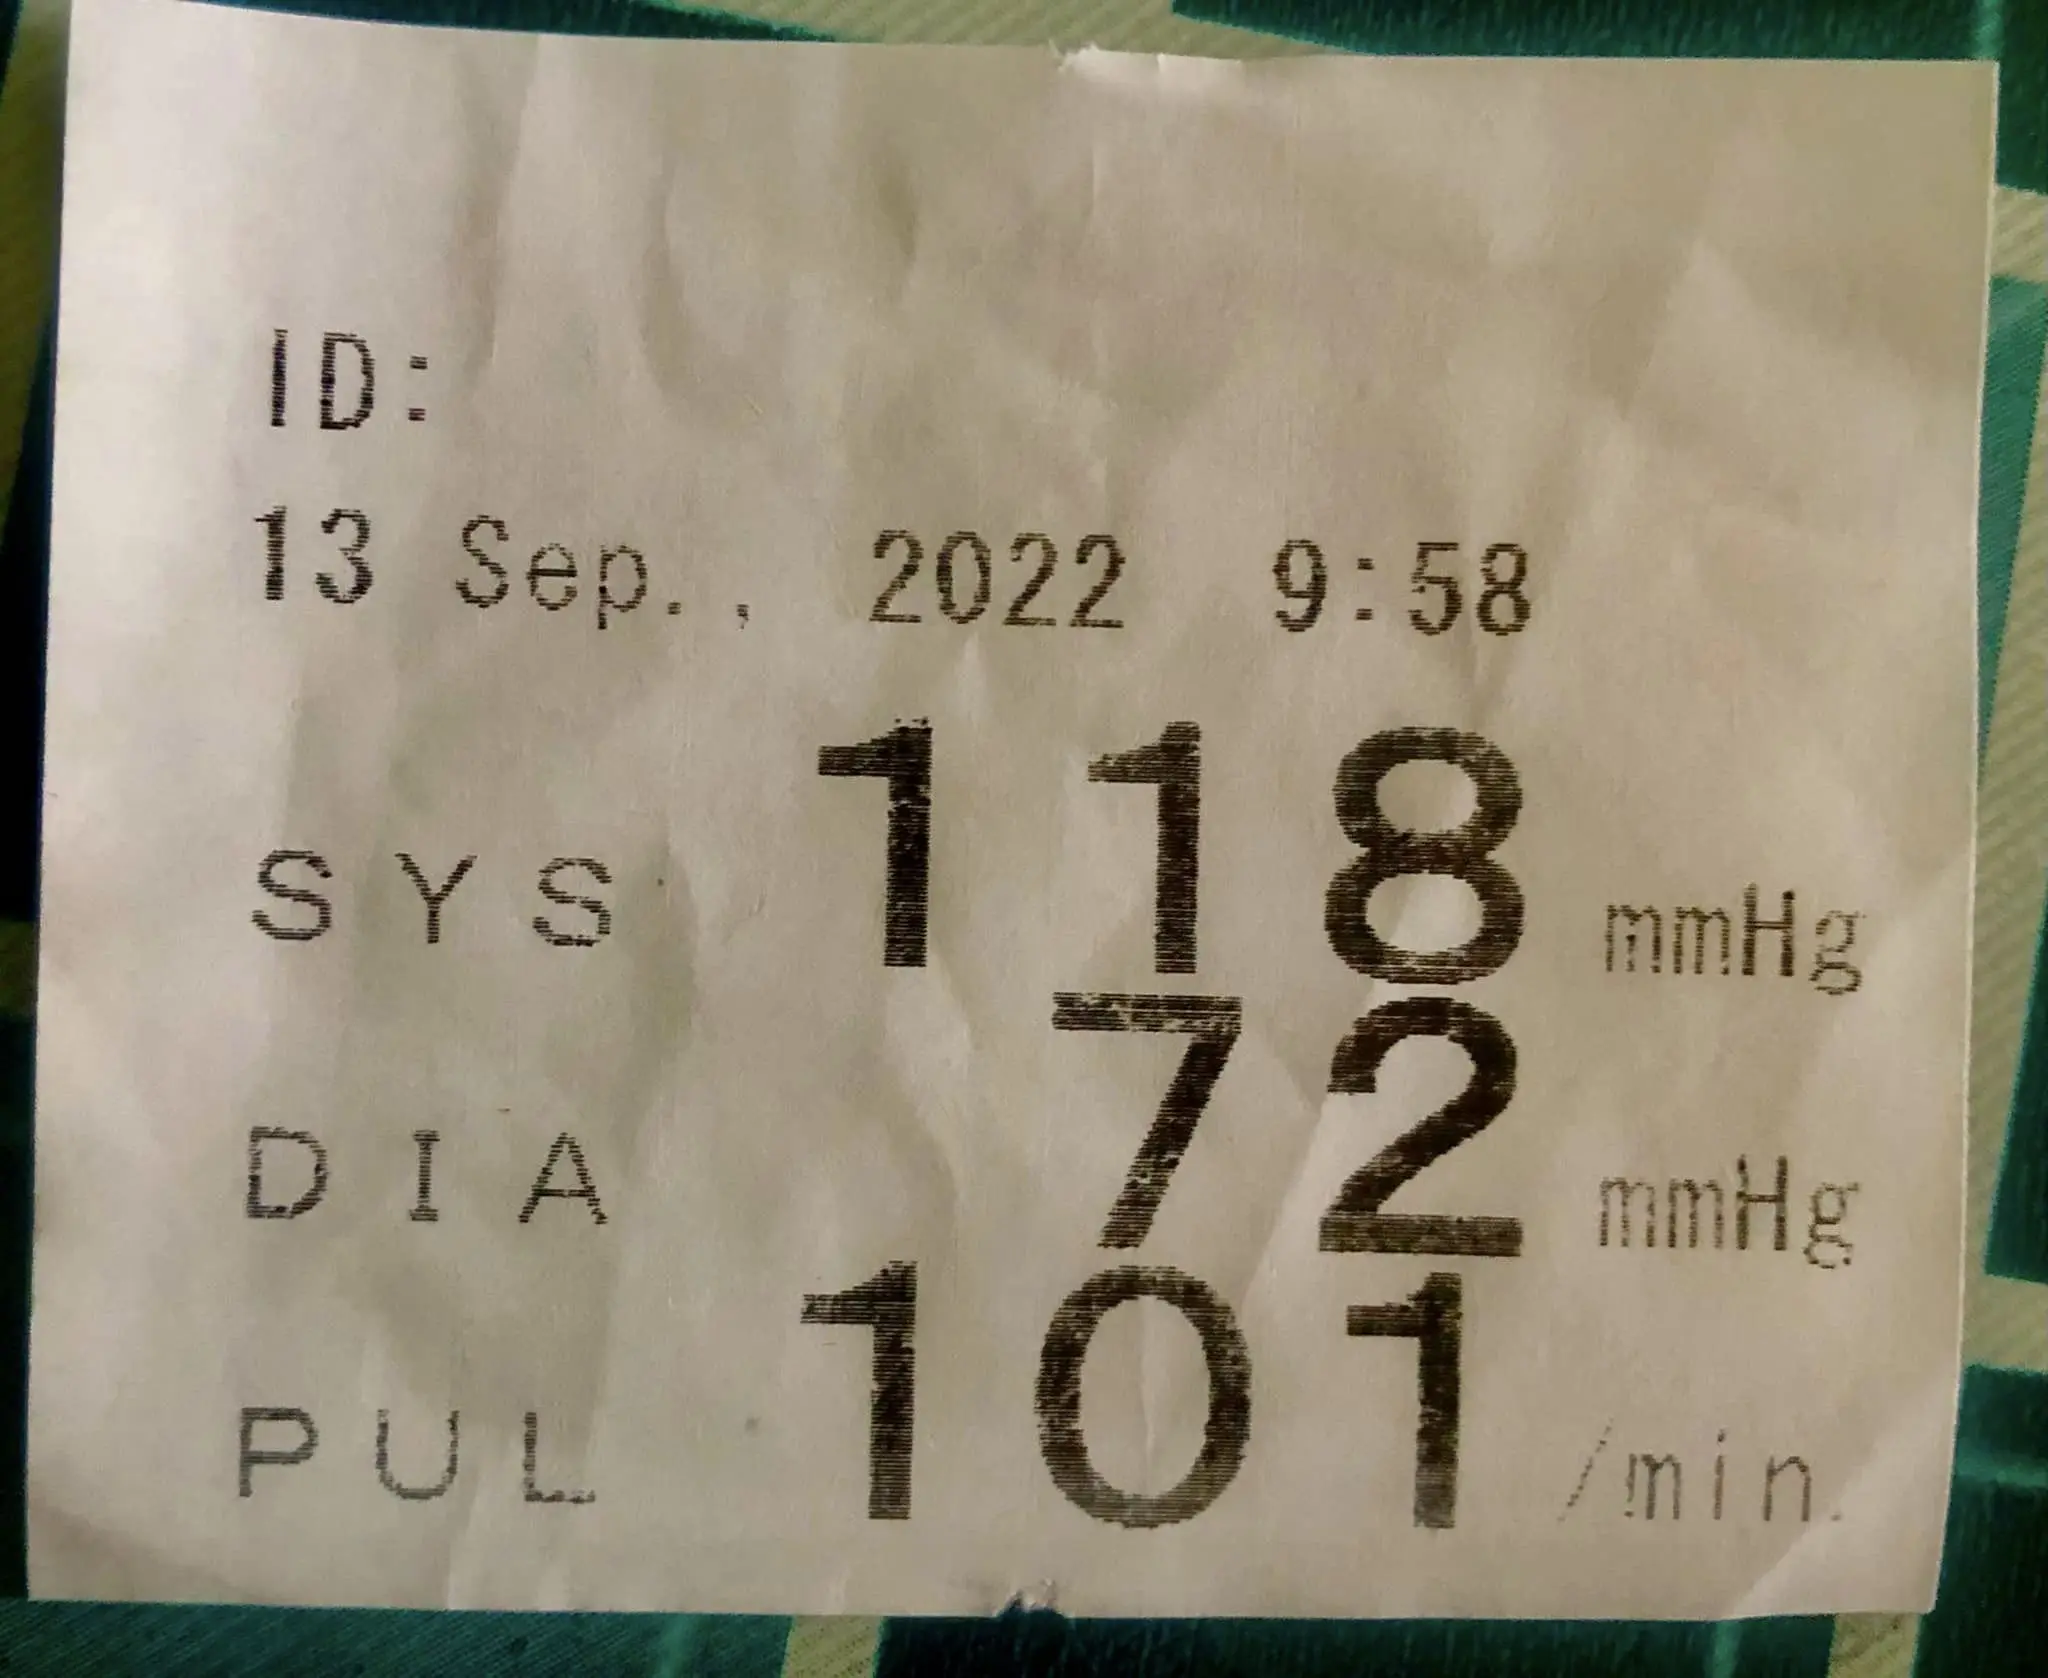 ID:
13 Sep., 2022 9:58
SYS 118 mmHg
DIA 72 mmHg
PUL 101 /min.